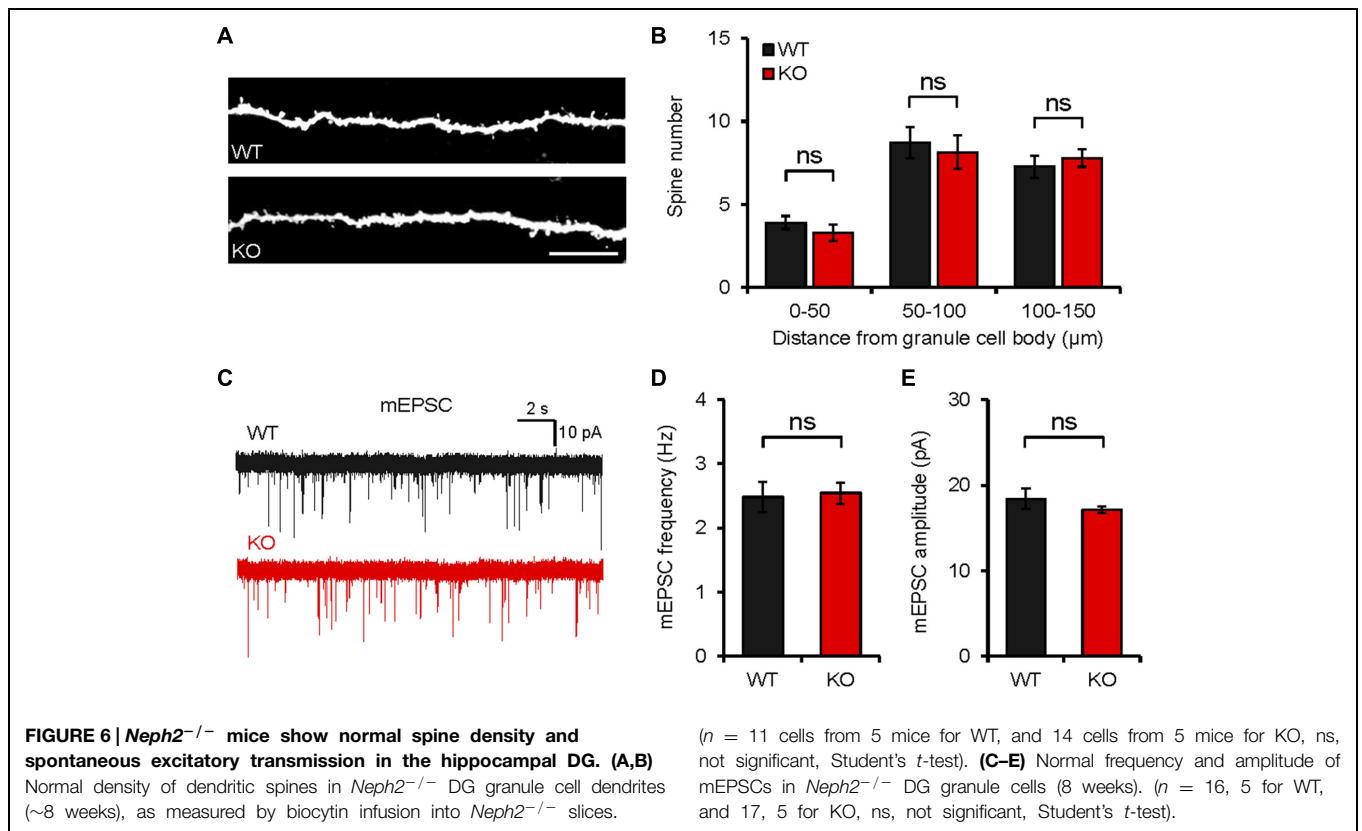 A
WT
KO
B
15
10
5
0
Spine number
WT
KO
ns
ns
ns
0-50
50-100
100-150
Distance from granule cell body (µm)
C
mEPSC
2 s
10 pA
WT
KO
D
4
3
2
1
0
mEPSC frequency (Hz)
ns
WT
KO
E
30
20
10
0
mEPSC amplitude (pA)
ns
WT
KO
FIGURE 6 | Neph2−/− mice show normal spine density and
spontaneous excitatory transmission in the hippocampal DG. (A,B)
Normal density of dendritic spines in Neph2−/− DG granule cell dendrites
(∼8 weeks), as measured by biocytin infusion into Neph2−/− slices.
(n = 11 cells from 5 mice for WT, and 14 cells from 5 mice for KO, ns,
not significant, Student's t-test). (C–E) Normal frequency and amplitude of
mEPSCs in Neph2−/− DG granule cells (8 weeks). (n = 16, 5 for WT,
and 17, 5 for KO, ns, not significant, Student's t-test).